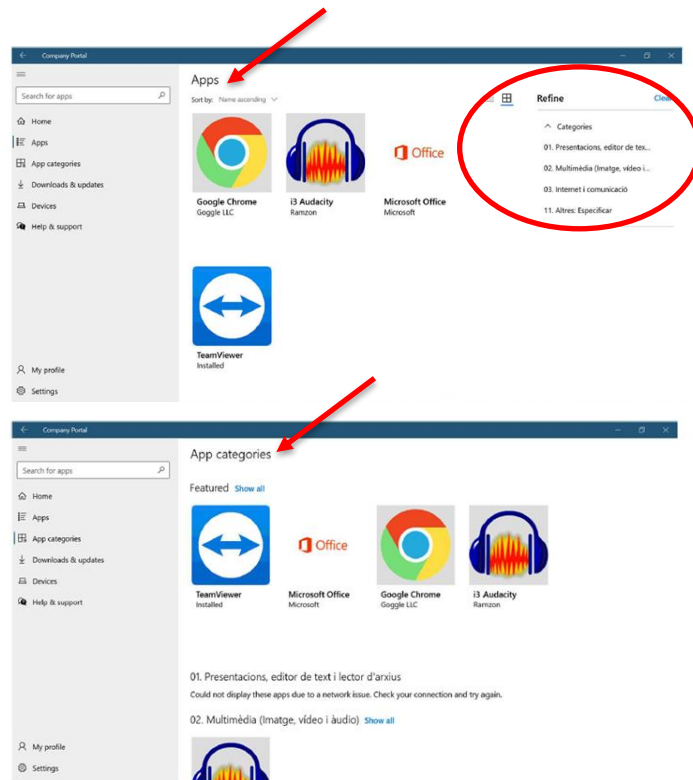 Company Portal
Search for apps
Home
Apps
App categories
Downloads & updates
Devices
Help & support
My profile
Settings
Apps
Sort by: Name ascending
Google Chrome
Goggle LLC
i3 Audacity
Ramzon
Office
Microsoft Office
Microsoft
TeamViewer
Installed
Refine
Clear
Categories
01. Presentacions, editor de tex...
02. Multimèdia (Imatge, vídeo i...
03. Internet i comunicació
11. Altres: Especificar
Company Portal
Search for apps
Home
Apps
App categories
Downloads & updates
Devices
Help & support
My profile
Settings
App categories
Featured Show all
TeamViewer
Installed
Office
Microsoft Office
Microsoft
Google Chrome
Goggle LLC
i3 Audacity
Ramzon
01. Presentacions, editor de text i lector d'arxius
Could not display these apps due to a network issue. Check your connection and try again.
02. Multimèdia (Imatge, vídeo i àudio) Show all